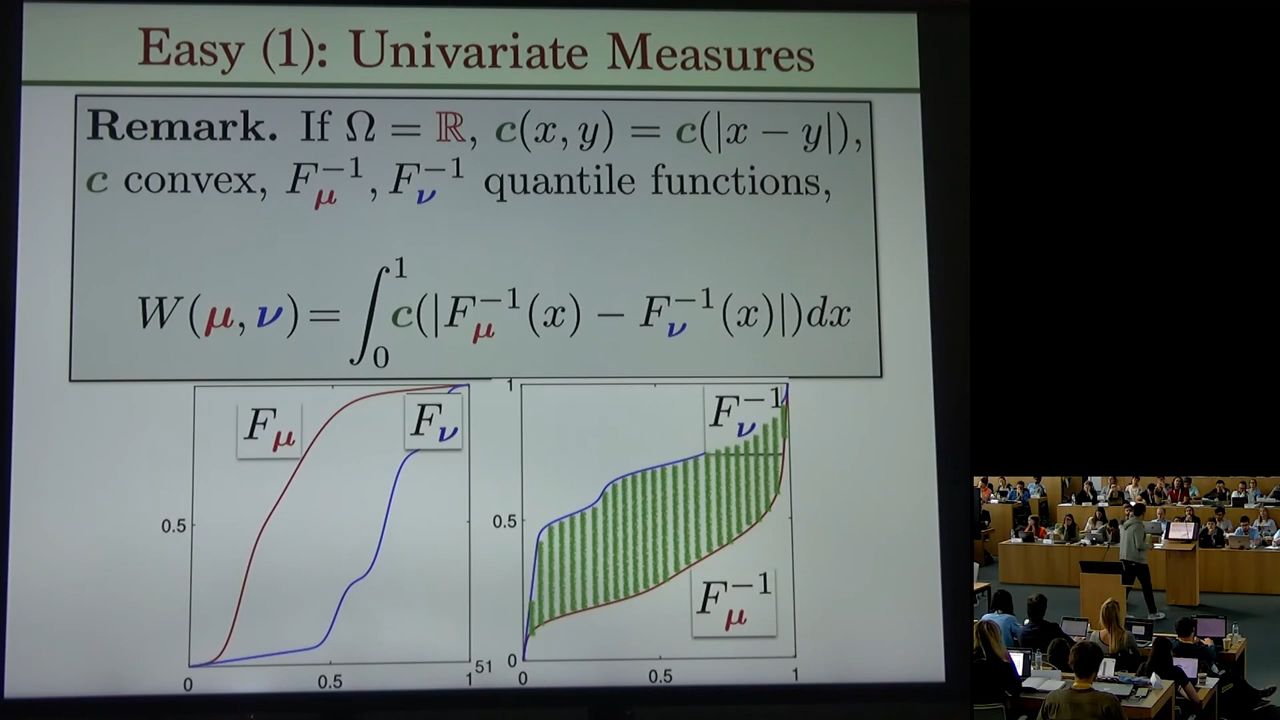 Easy (1): Univariate Measures
Remark. If Ω = ℝ, c(x, y) = c(|x − y|),
c convex, F_μ^{−1}, F_ν^{−1} quantile functions,
W(μ, ν) = ∫_0^1 c(|F_μ^{−1}(x) − F_ν^{−1}(x)|)dx
F_μ
F_ν
0.5
0 0.5 1
51
F_ν^{−1}
F_μ^{−1}
1
0.5
0
0 0.5 1